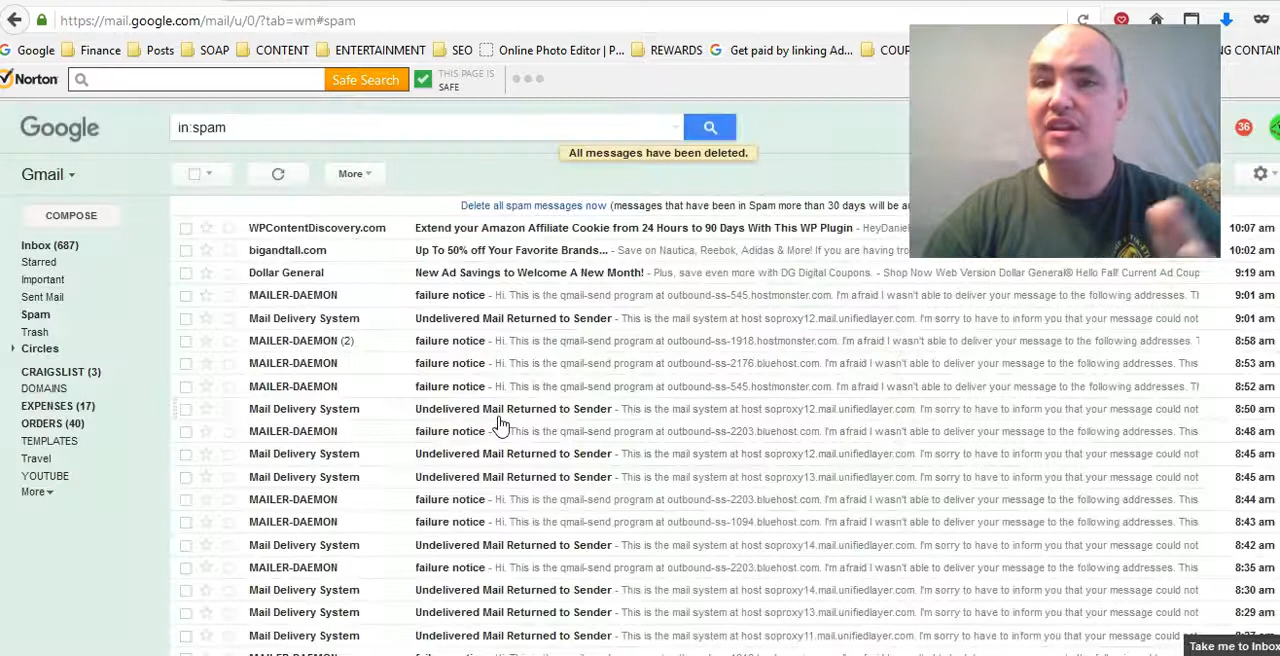 https://mail.google.com/mail/u/0/?tab=wm#spam
Google Finance Posts SOAP CONTENT ENTERTAINMENT SEO Online Photo Editor | P... REWARDS Get paid by linking Ad... COUP
Norton Safe Search THIS PAGE IS SAFE
Google in:spam 36
All messages have been deleted.
Gmail More
Delete all spam messages now (messages that have been in Spam more than 30 days will be au
COMPOSE
Inbox (687)
Starred
Important
Sent Mail
Spam
Trash
Circles
CRAIGSLIST (3)
DOMAINS
EXPENSES (17)
ORDERS (40)
TEMPLATES
Travel
YOUTUBE
More
WPContentDiscovery.com Extend your Amazon Affiliate Cookie from 24 Hours to 90 Days With This WP Plugin - HeyDaniel 10:07 am
bigandtall.com Up To 50% off Your Favorite Brands... - Save on Nautica, Reebok, Adidas & More! If you are having tro 10:02 am
Dollar General New Ad Savings to Welcome A New Month! - Plus, save even more with DG Digital Coupons. - Shop Now Web Version Dollar General® Hello Fall! Current Ad Coup 9:19 am
MAILER-DAEMON failure notice - Hi. This is the qmail-send program at outbound-ss-545.hostmonster.com. I'm afraid I wasn't able to deliver your message to the following addresses. Th 9:01 am
Mail Delivery System Undelivered Mail Returned to Sender - This is the mail system at host soproxy12.mail.unifiedlayer.com. I'm sorry to have to inform you that your message could not 9:01 am
MAILER-DAEMON (2) failure notice - Hi. This is the qmail-send program at outbound-ss-1918.hostmonster.com. I'm afraid I wasn't able to deliver your message to the following addresses. T 8:58 am
MAILER-DAEMON failure notice - Hi. This is the qmail-send program at outbound-ss-2176.bluehost.com. I'm afraid I wasn't able to deliver your message to the following addresses. This 8:53 am
MAILER-DAEMON failure notice - Hi. This is the qmail-send program at outbound-ss-545.hostmonster.com. I'm afraid I wasn't able to deliver your message to the following addresses. Th 8:52 am
Mail Delivery System Undelivered Mail Returned to Sender - This is the mail system at host soproxy12.mail.unifiedlayer.com. I'm sorry to have to inform you that your message could not 8:50 am
MAILER-DAEMON failure notice - This is the qmail-send program at outbound-ss-2203.bluehost.com. I'm afraid I wasn't able to deliver your message to the following addresses. This 8:48 am
Mail Delivery System Undelivered Mail Returned to Sender - This is the mail system at host soproxy12.mail.unifiedlayer.com. I'm sorry to have to inform you that your message could not 8:45 am
Mail Delivery System Undelivered Mail Returned to Sender - This is the mail system at host soproxy13.mail.unifiedlayer.com. I'm sorry to have to inform you that your message could not 8:45 am
MAILER-DAEMON failure notice - Hi. This is the qmail-send program at outbound-ss-2203.bluehost.com. I'm afraid I wasn't able to deliver your message to the following addresses. This 8:44 am
MAILER-DAEMON failure notice - Hi. This is the qmail-send program at outbound-ss-1094.bluehost.com. I'm afraid I wasn't able to deliver your message to the following addresses. This 8:43 am
Mail Delivery System Undelivered Mail Returned to Sender - This is the mail system at host soproxy14.mail.unifiedlayer.com. I'm sorry to have to inform you that your message could not 8:42 am
MAILER-DAEMON failure notice - Hi. This is the qmail-send program at outbound-ss-2203.bluehost.com. I'm afraid I wasn't able to deliver your message to the following addresses. This 8:35 am
Mail Delivery System Undelivered Mail Returned to Sender - This is the mail system at host soproxy14.mail.unifiedlayer.com. I'm sorry to have to inform you that your message could not 8:30 am
Mail Delivery System Undelivered Mail Returned to Sender - This is the mail system at host soproxy13.mail.unifiedlayer.com. I'm sorry to have to inform you that your message could not 8:29 am
Mail Delivery System Undelivered Mail Returned to Sender - This is the mail system at host soproxy11.mail.unifiedlayer.com. I'm sorry to have to inform you that your message could
Take me to Inbox